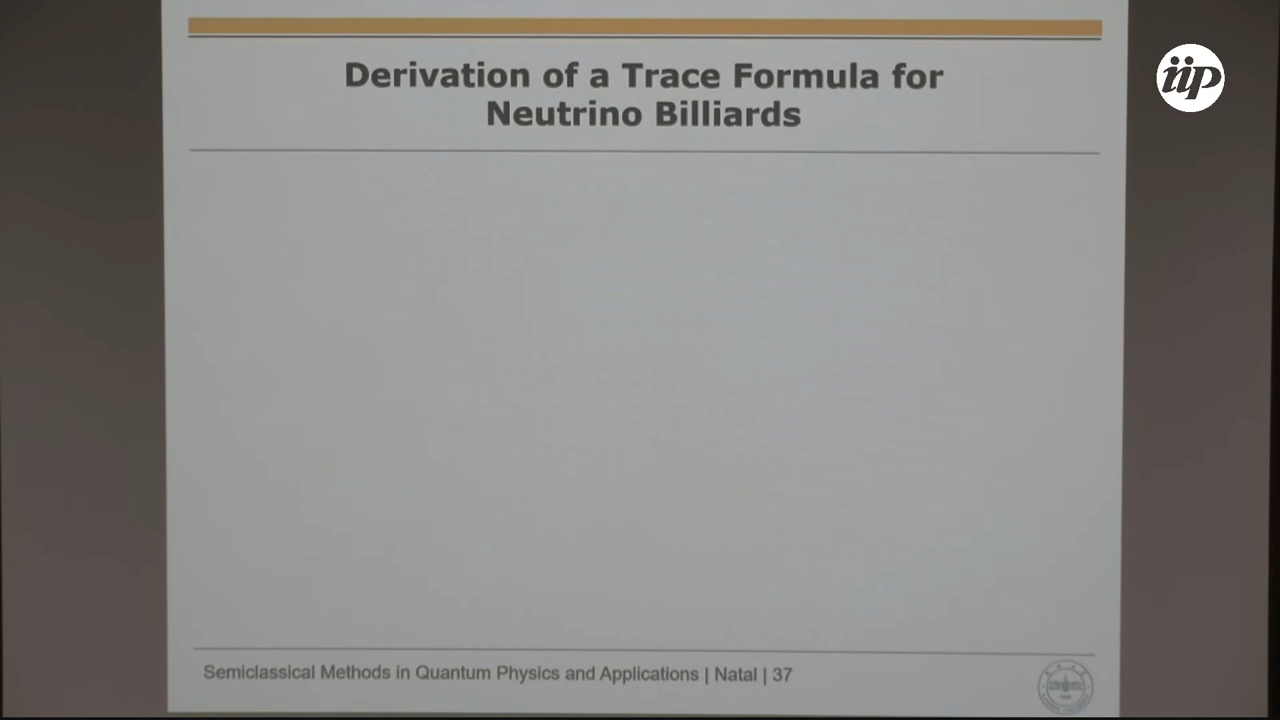 iip
Derivation of a Trace Formula for
Neutrino Billiards
Semiclassical Methods in Quantum Physics and Applications | Natal | 37